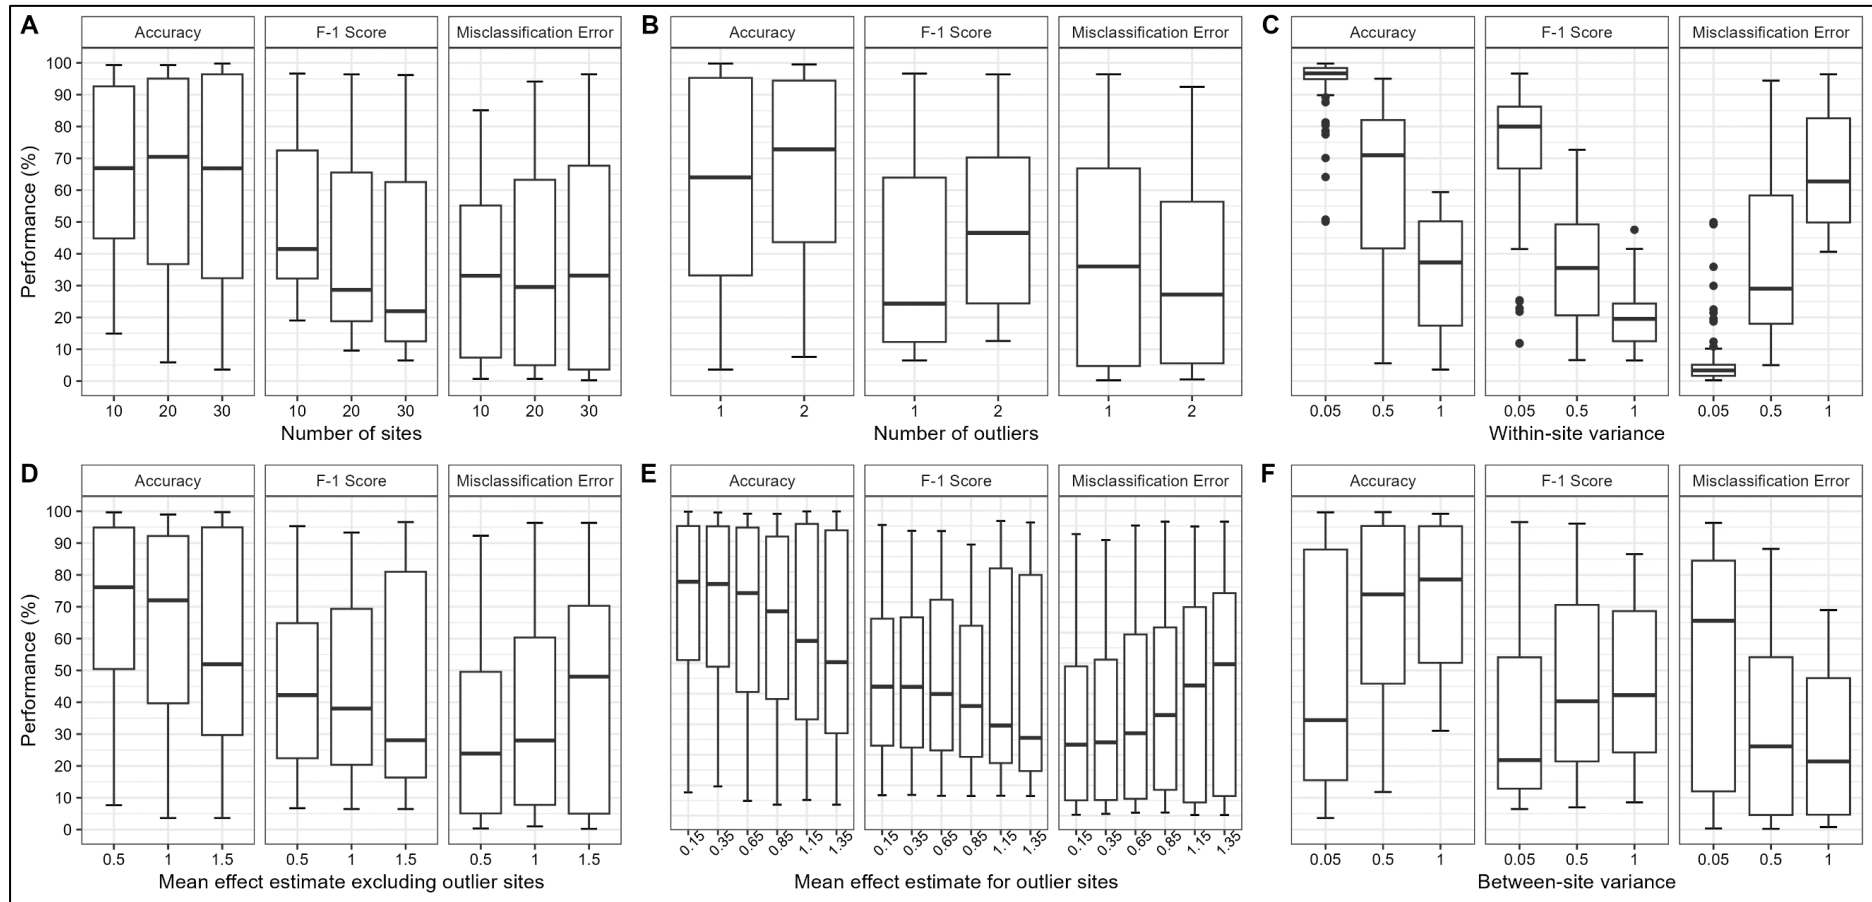 A
Accuracy F-1 Score Misclassification Error
B
Accuracy F-1 Score Misclassification Error
C
Accuracy F-1 Score Misclassification Error
Performance (%)
100
90
80
70
60
50
40
30
20
10
0
10 20 30 10 20 30 10 20 30
Number of sites
1 2 1 2 1 2
Number of outliers
0.05 0.5 1 0.05 0.5 1 0.05 0.5 1
Within-site variance
D
Accuracy F-1 Score Misclassification Error
E
Accuracy F-1 Score Misclassification Error
F
Accuracy F-1 Score Misclassification Error
Performance (%)
100
90
80
70
60
50
40
30
20
10
0
0.5 1 1.5 0.5 1 1.5 0.5 1 1.5
Mean effect estimate excluding outlier sites
0.15 0.35 0.65 0.85 1.15 1.35 0.15 0.35 0.65 0.85 1.15 1.35 0.15 0.35 0.65 0.85 1.15 1.35
Mean effect estimate for outlier sites
0.05 0.5 1 0.05 0.5 1 0.05 0.5 1
Between-site variance